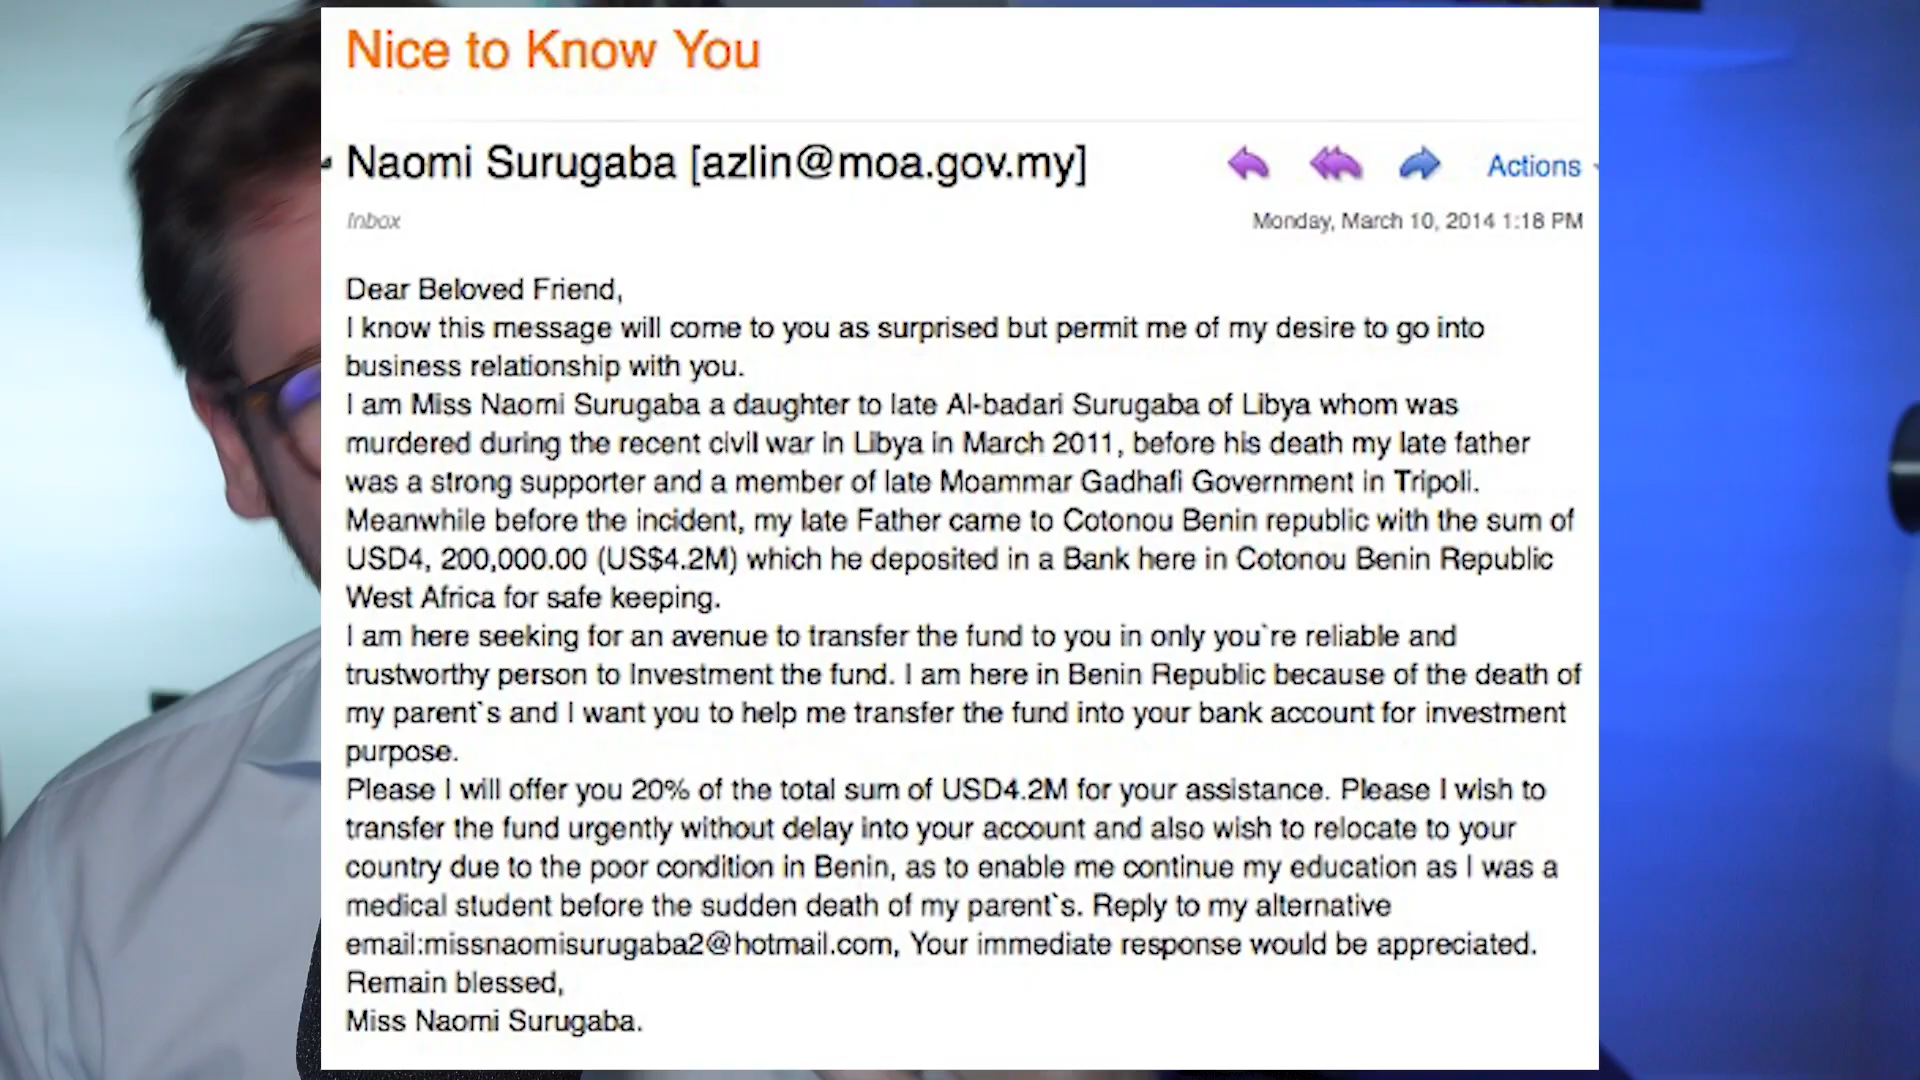 Nice to Know You
Naomi Surugaba [azlin@moa.gov.my]
Actions
Inbox
Monday, March 10, 2014 1:18 PM
Dear Beloved Friend,
I know this message will come to you as surprised but permit me of my desire to go into
business relationship with you.
I am Miss Naomi Surugaba a daughter to late Al-badari Surugaba of Libya whom was
murdered during the recent civil war in Libya in March 2011, before his death my late father
was a strong supporter and a member of late Moammar Gadhafi Government in Tripoli.
Meanwhile before the incident, my late Father came to Cotonou Benin republic with the sum of
USD4, 200,000.00 (US$4.2M) which he deposited in a Bank here in Cotonou Benin Republic
West Africa for safe keeping.
I am here seeking for an avenue to transfer the fund to you in only you`re reliable and
trustworthy person to Investment the fund. I am here in Benin Republic because of the death of
my parent`s and I want you to help me transfer the fund into your bank account for investment
purpose.
Please I will offer you 20% of the total sum of USD4.2M for your assistance. Please I wish to
transfer the fund urgently without delay into your account and also wish to relocate to your
country due to the poor condition in Benin, as to enable me continue my education as I was a
medical student before the sudden death of my parent`s. Reply to my alternative
email:missnaomisurugaba2@hotmail.com, Your immediate response would be appreciated.
Remain blessed,
Miss Naomi Surugaba.